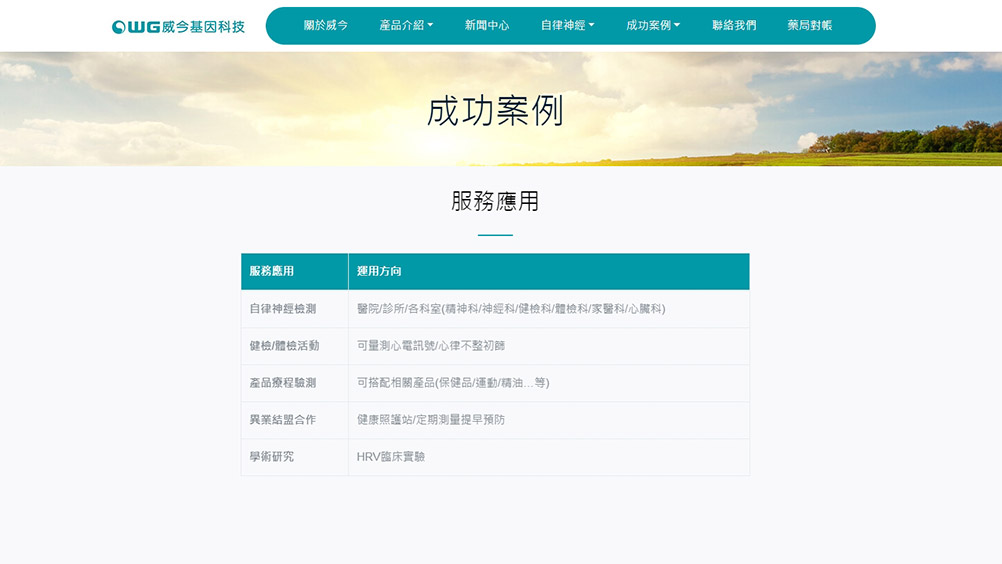 WG威今基因科技
關於威今 產品介紹 新聞中心 自律神經 成功案例 聯絡我們 藥局對帳
成功案例
服務應用
服務應用 運用方向
自律神經檢測 醫院/診所/各科室(精神科/神經科/健檢科/體檢科/家醫科/心臟科)
健檢/體檢活動 可量測心電訊號/心律不整初篩
產品療程驗測 可搭配相關產品(保健品/運動/精油...等)
異業結盟合作 健康照護站/定期測量提早預防
學術研究 HRV臨床實驗